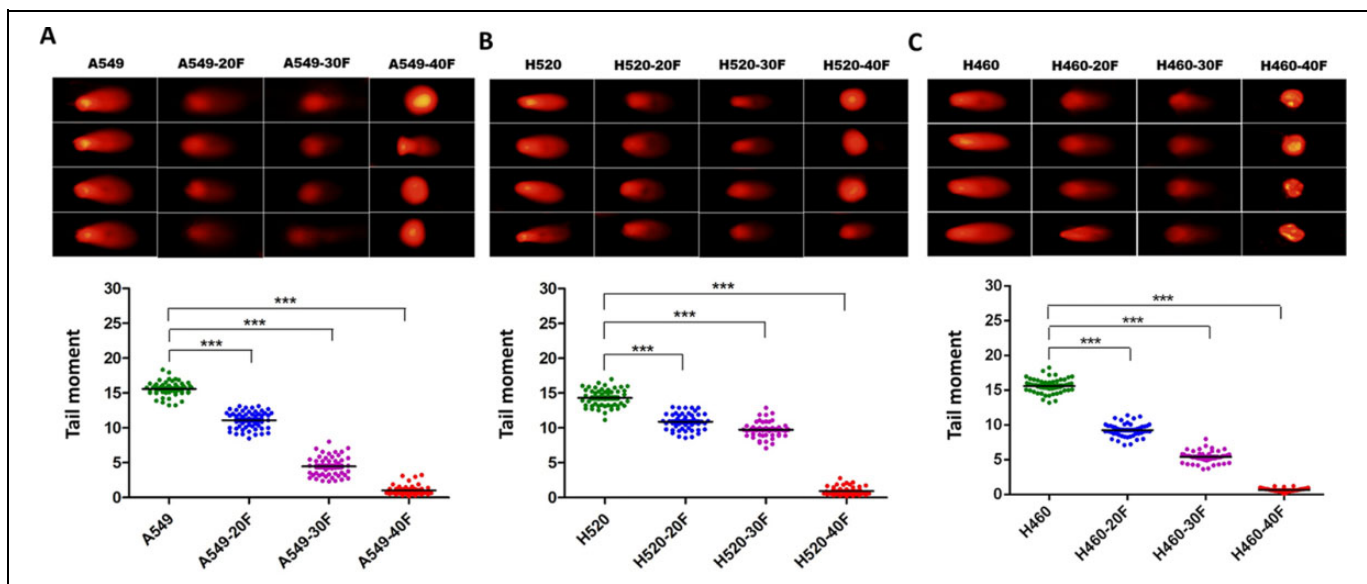 A
B
C
A549 A549-20F A549-30F A549-40F
H520 H520-20F H520-30F H520-40F
H460 H460-20F H460-30F H460-40F
Tail moment
30
25
20
15
10
5
0
***
***
***
A549
A549-20F
A549-30F
A549-40F
Tail moment
30
25
20
15
10
5
0
***
***
***
H520
H520-20F
H520-30F
H520-40F
Tail moment
30
25
20
15
10
5
0
***
***
***
H460
H460-20F
H460-30F
H460-40F